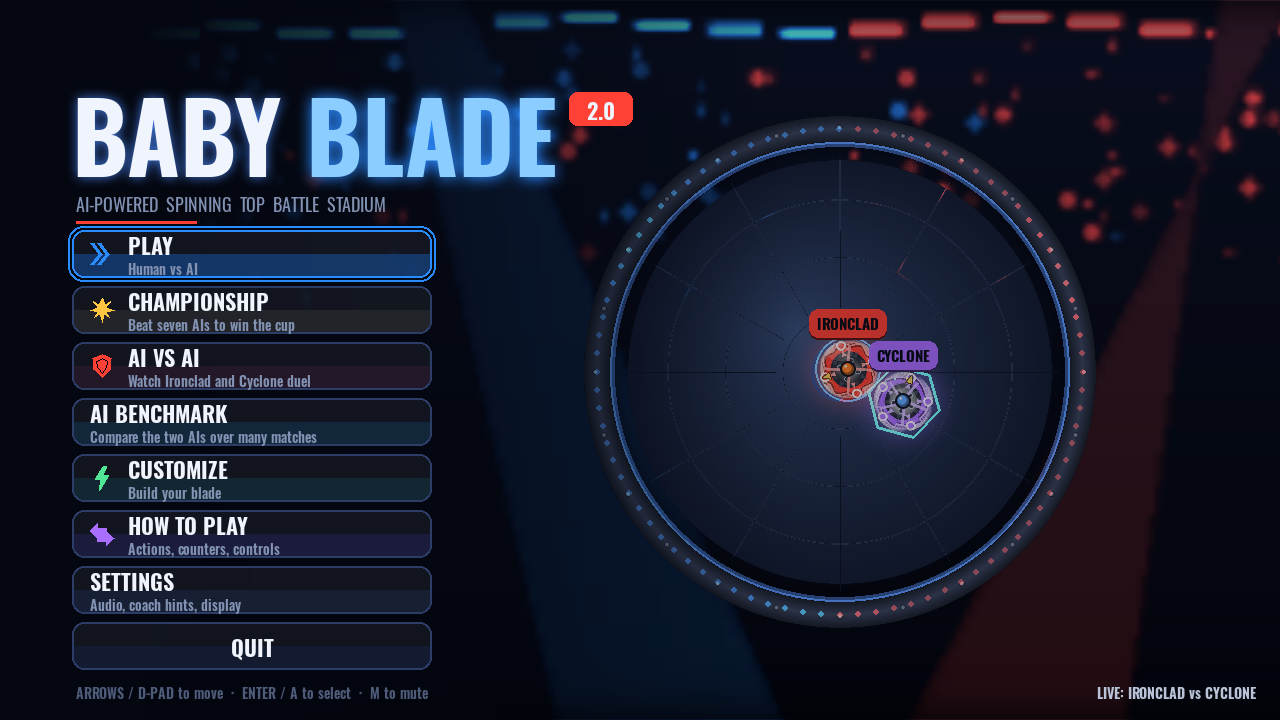 BABY BLADE 2.0
AI-POWERED SPINNING TOP BATTLE STADIUM
PLAY
Human vs AI
CHAMPIONSHIP
Beat seven AIs to win the cup
AI VS AI
Watch Ironclad and Cyclone duel
AI BENCHMARK
Compare the two AIs over many matches
CUSTOMIZE
Build your blade
HOW TO PLAY
Actions, counters, controls
SETTINGS
Audio, coach hints, display
QUIT
ARROWS / D-PAD to move · ENTER / A to select · M to mute
IRONCLAD
CYCLONE
LIVE: IRONCLAD vs CYCLONE